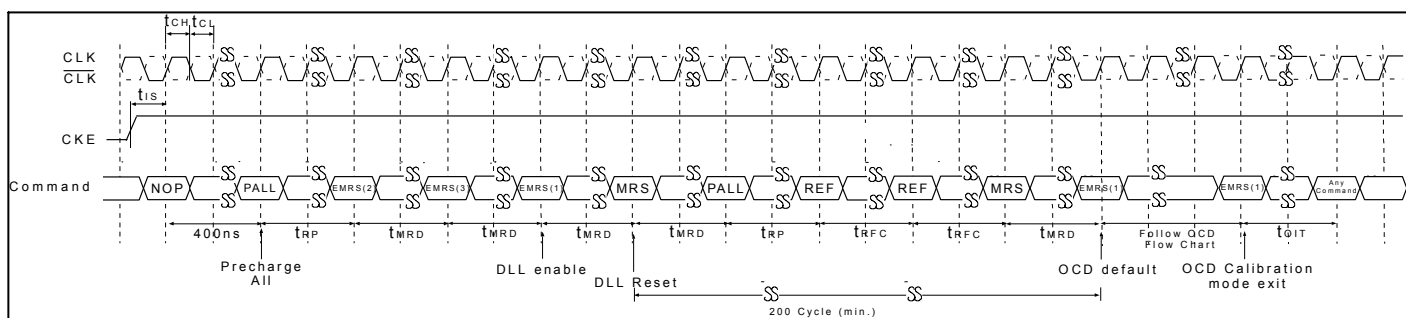 tCH tCL
CLK
CLK
tIS
CKE
Command NOP PALL EMRS(2) EMRS(3) EMRS(1) MRS PALL REF REF MRS EMRS(1) EMRS(1) Any Command
400ns tRP tMRD tMRD tMRD tMRD tRP tRFC tRFC tMRD Follow OCD Flow Chart tOIT
Precharge All
DLL enable
DLL Reset
OCD default
OCD Calibration mode exit
200 Cycle (min.)